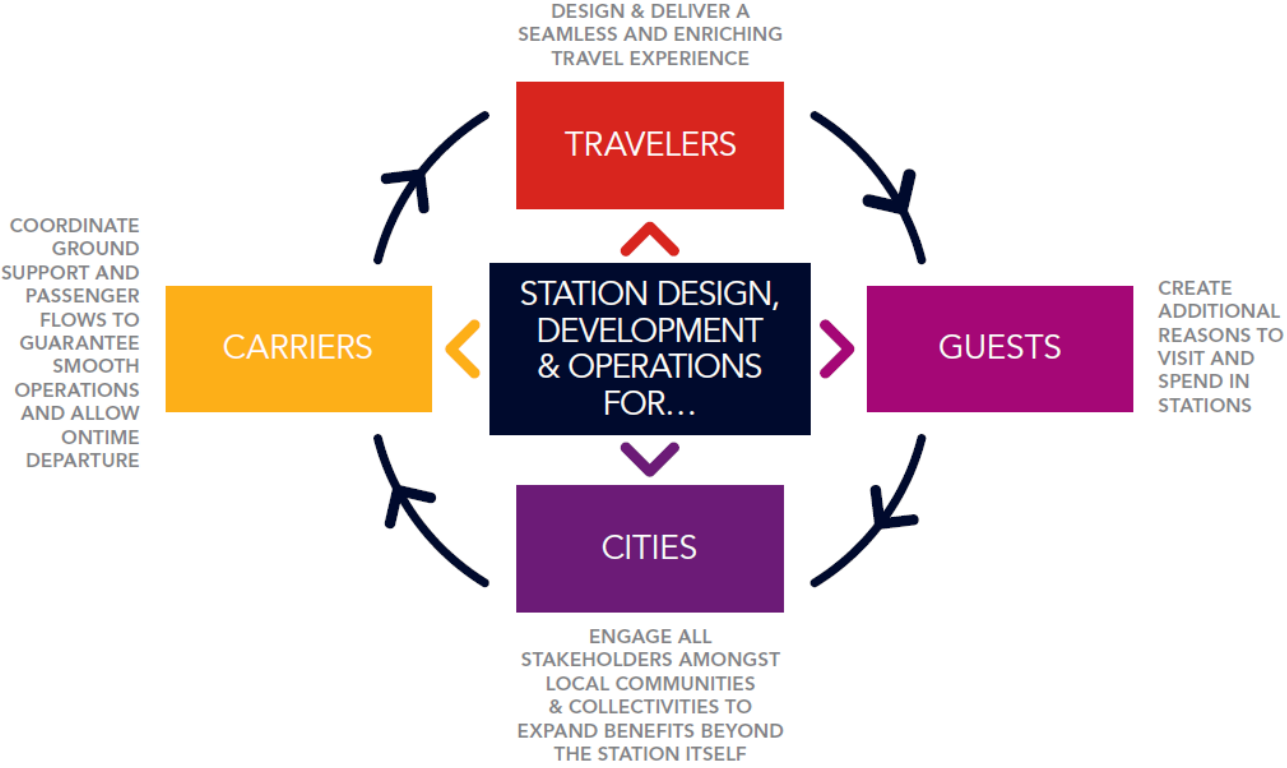 DESIGN & DELIVER A
SEAMLESS AND ENRICHING
TRAVEL EXPERIENCE
TRAVELERS
COORDINATE
GROUND
SUPPORT AND
PASSENGER
FLOWS TO
GUARANTEE
SMOOTH
OPERATIONS
AND ALLOW
ONTIME
DEPARTURE
CARRIERS
STATION DESIGN,
DEVELOPMENT
& OPERATIONS
FOR…
GUESTS
CREATE
ADDITIONAL
REASONS TO
VISIT AND
SPEND IN
STATIONS
CITIES
ENGAGE ALL
STAKEHOLDERS AMONGST
LOCAL COMMUNITIES
& COLLECTIVITIES TO
EXPAND BENEFITS BEYOND
THE STATION ITSELF